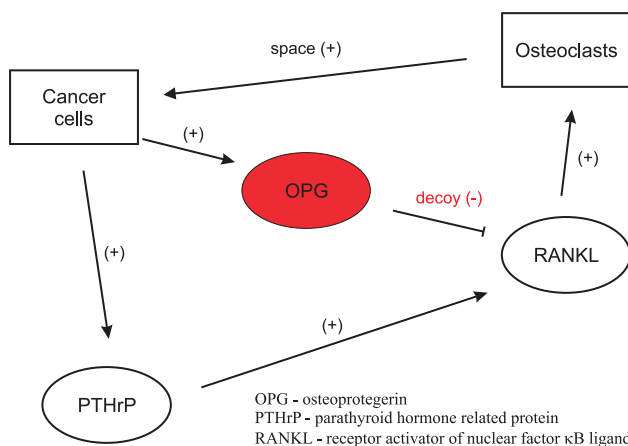 space (+)
Osteoclasts
Cancer
cells
(+)
OPG
decoy (-)
(+)
RANKL
(+)
(+)
PTHrP
OPG - osteoprotegerin
PTHrP - parathyroid hormone related protein
RANKL - receptor activator of nuclear factor κB ligand